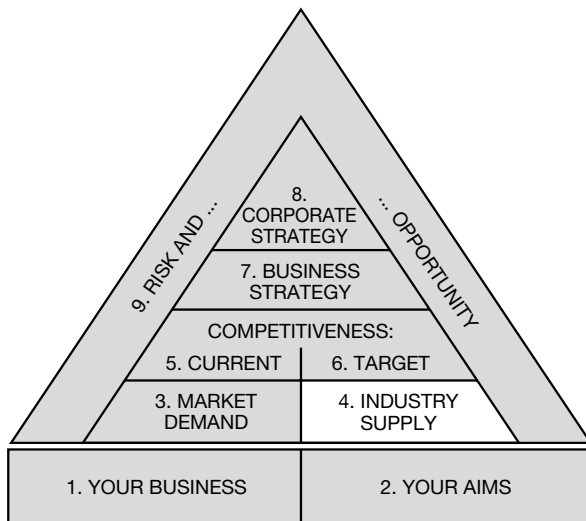 8.
CORPORATE
STRATEGY
9. RISK AND ...
... OPPORTUNITY
7. BUSINESS
STRATEGY
COMPETITIVENESS:
5. CURRENT
6. TARGET
3. MARKET
DEMAND
4. INDUSTRY
SUPPLY
1. YOUR BUSINESS
2. YOUR AIMS